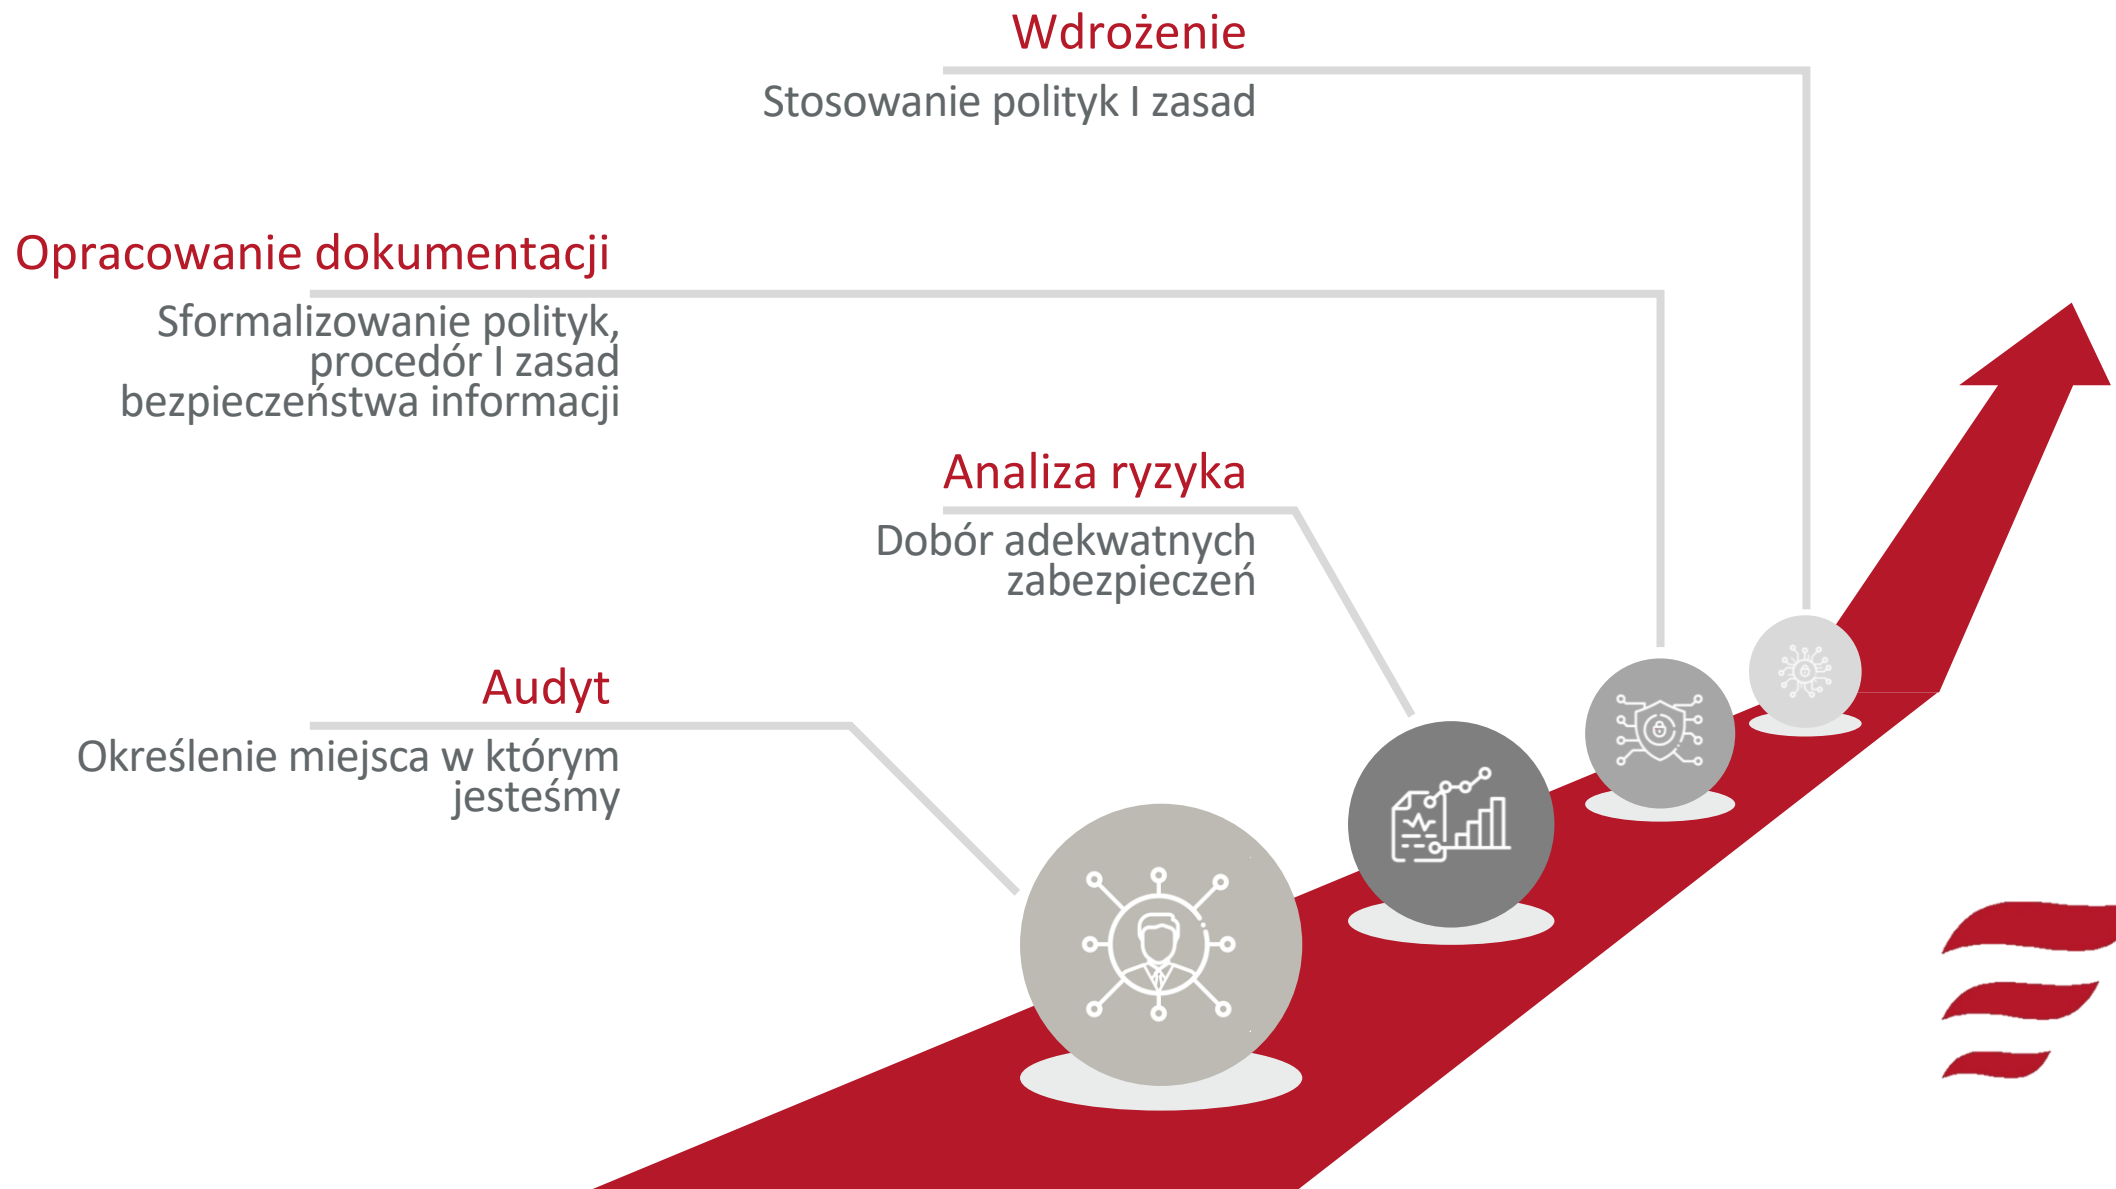 Wdrożenie
Stosowanie polityk I zasad
Opracowanie dokumentacji
Sformalizowanie polityk,
procedór I zasad
bezpieczeństwa informacji
Analiza ryzyka
Dobór adekwatnych
zabezpieczeń
Audyt
Określenie miejsca w którym
jesteśmy